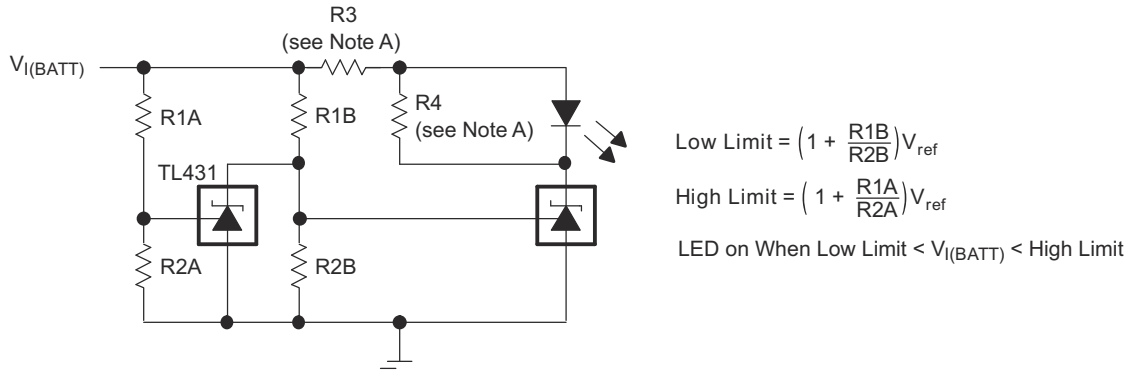 R3
(see Note A)
V_I(BATT)
R1A
R1B
R4
(see Note A)
TL431
R2A
R2B
Low Limit = (1 + R1B/R2B) V_ref
High Limit = (1 + R1A/R2A) V_ref
LED on When Low Limit < V_I(BATT) < High Limit